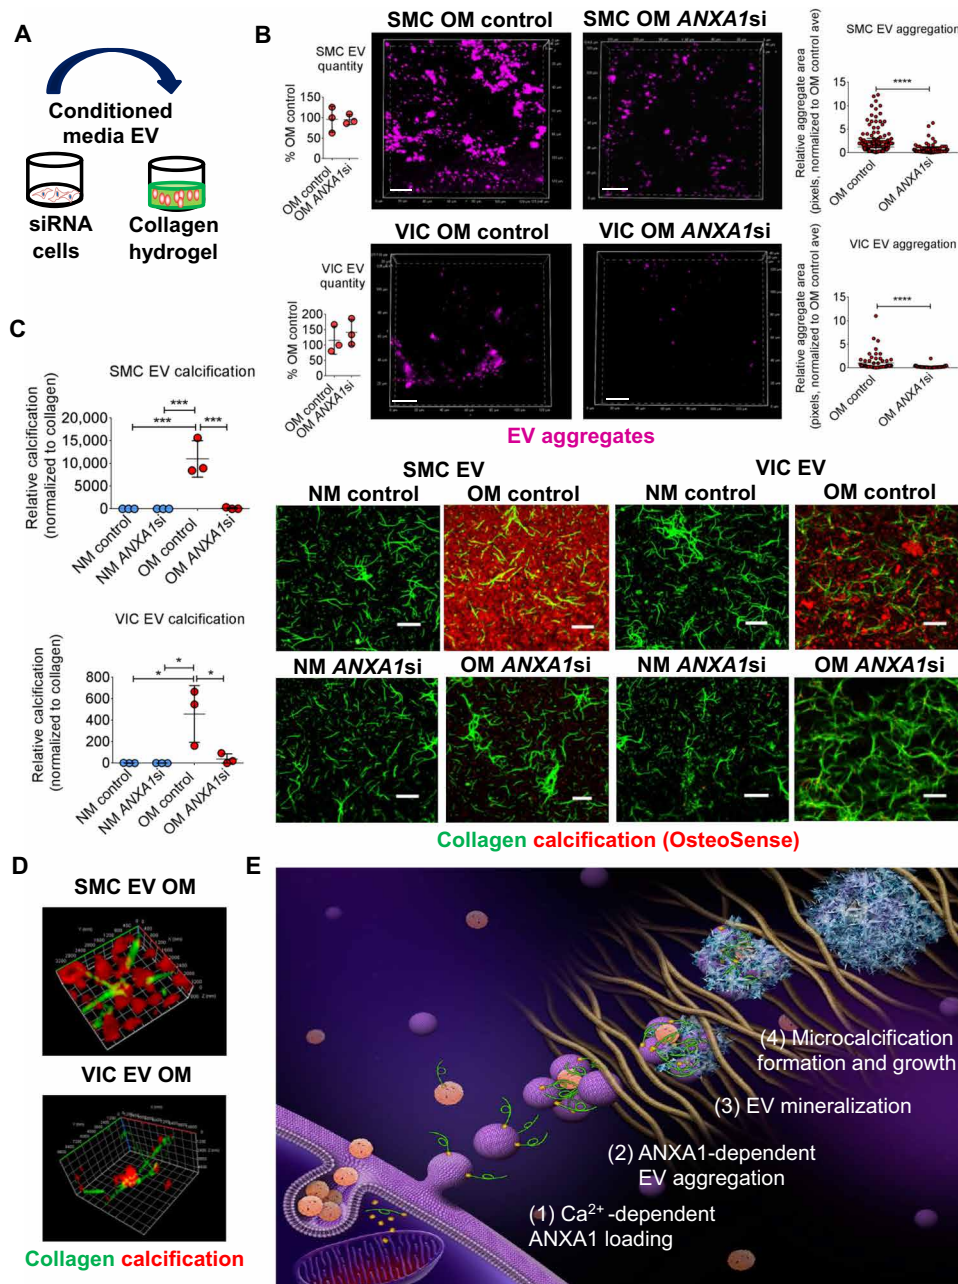 A
Conditioned
media EV
siRNA
cells
Collagen
hydrogel
B
SMC EV
quantity
% OM control
150
100
50
0
OM control
OM ANXA1si
SMC OM control
SMC OM ANXA1si
SMC EV aggregation
Relative aggregate area
(pixels, normalized to OM control ave)
15
10
5
0
****
OM control
OM ANXA1si
VIC EV
quantity
% OM control
200
150
100
50
0
OM control
OM ANXA1si
VIC OM control
VIC OM ANXA1si
VIC EV aggregation
Relative aggregate area
(pixels, normalized to OM control ave)
15
10
5
0
****
OM control
OM ANXA1si
EV aggregates
C
SMC EV calcification
Relative calcification
(normalized to collagen)
20,000
15,000
10,000
5000
0
***
***
***
NM control
NM ANXA1si
OM control
OM ANXA1si
VIC EV calcification
Relative calcification
(normalized to collagen)
800
600
400
200
0
*
*
*
NM control
NM ANXA1si
OM control
OM ANXA1si
SMC EV
VIC EV
NM control
OM control
NM control
OM control
NM ANXA1si
OM ANXA1si
NM ANXA1si
OM ANXA1si
Collagen calcification (OsteoSense)
D
SMC EV OM
VIC EV OM
Collagen calcification
E
(4) Microcalcification
formation and growth
(3) EV mineralization
(2) ANXA1-dependent
EV aggregation
(1) Ca²⁺-dependent
ANXA1 loading